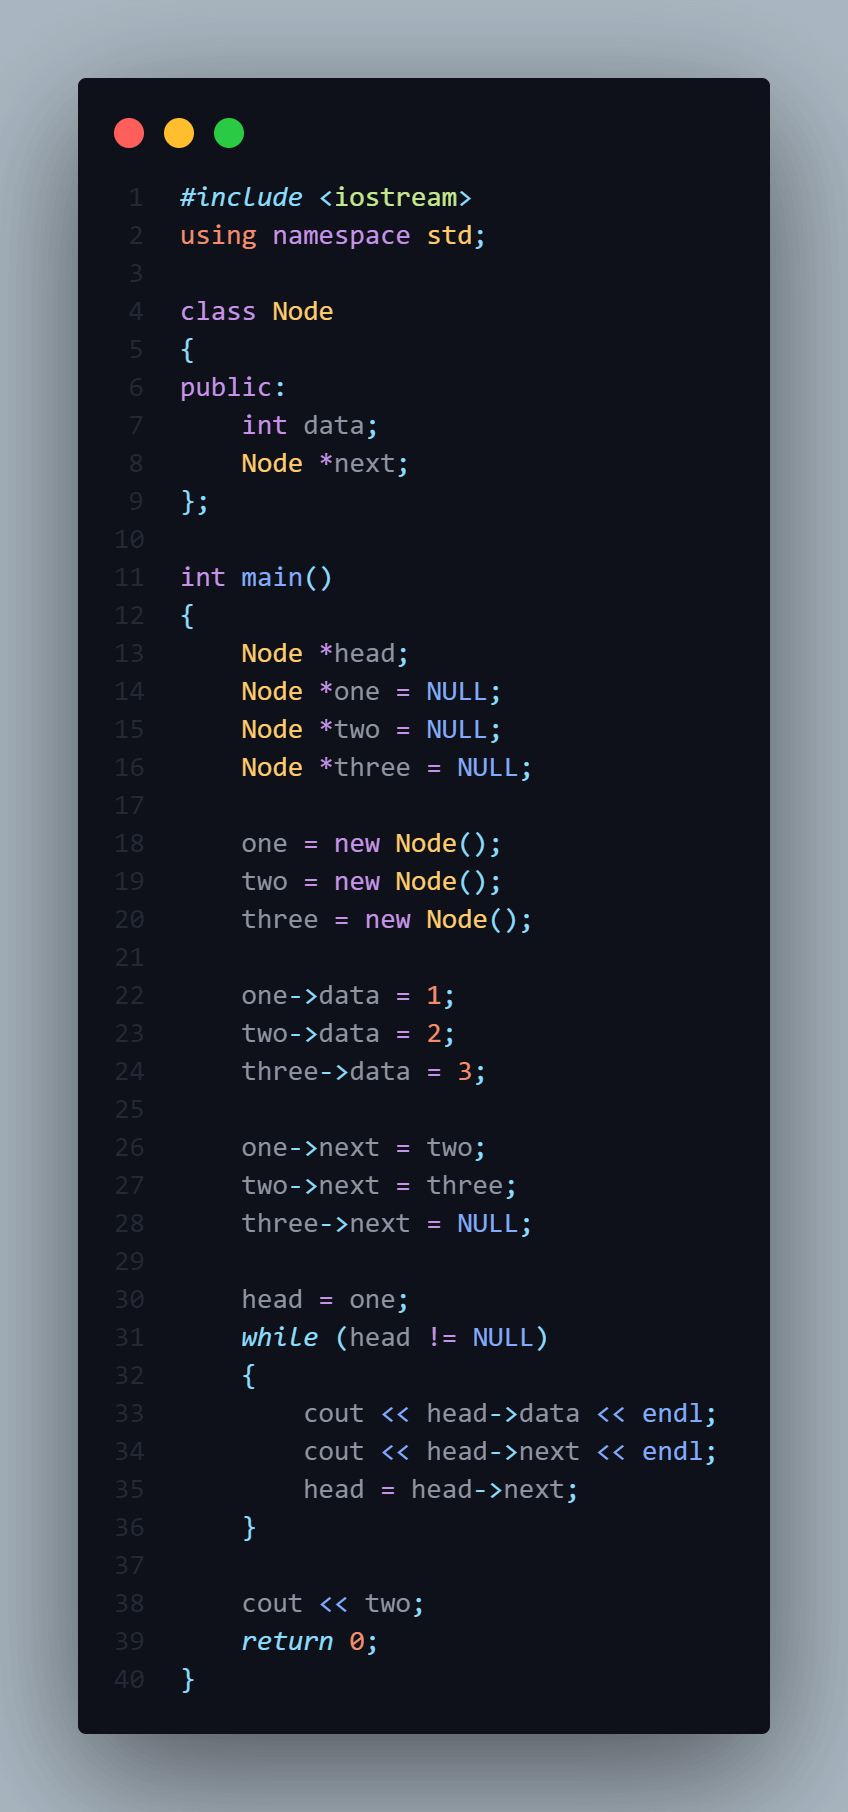 1 #include <iostream>
2 using namespace std;
3
4 class Node
5 {
6 public:
7     int data;
8     Node *next;
9 };
10
11 int main()
12 {
13     Node *head;
14     Node *one = NULL;
15     Node *two = NULL;
16     Node *three = NULL;
17
18     one = new Node();
19     two = new Node();
20     three = new Node();
21
22     one->data = 1;
23     two->data = 2;
24     three->data = 3;
25
26     one->next = two;
27     two->next = three;
28     three->next = NULL;
29
30     head = one;
31     while (head != NULL)
32     {
33         cout << head->data << endl;
34         cout << head->next << endl;
35         head = head->next;
36     }
37
38     cout << two;
39     return 0;
40 }